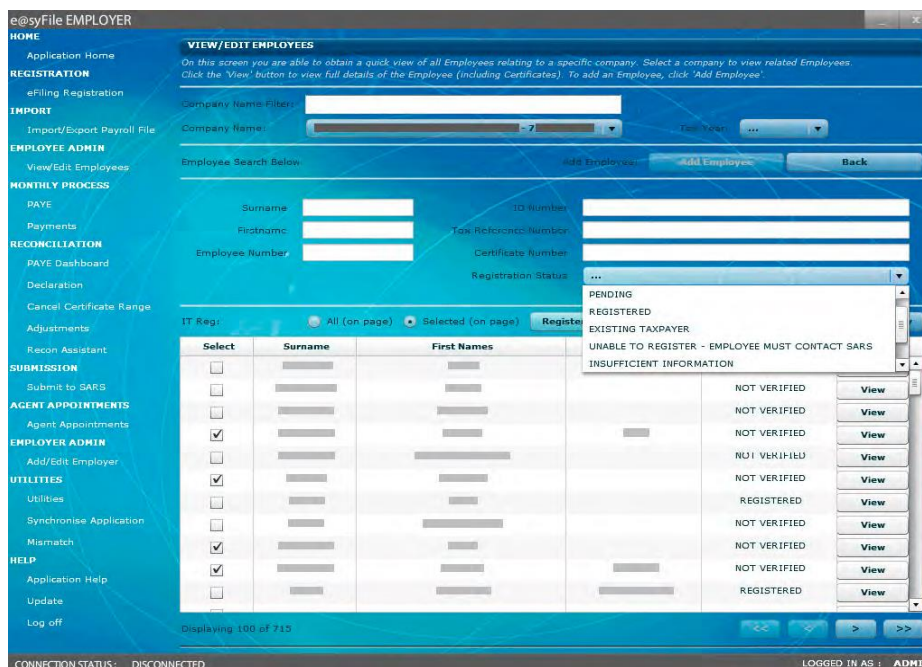 e@syFile EMPLOYER
HOME
Application Home
REGISTRATION
eFiling Registration
IMPORT
Import/Export Payroll File
EMPLOYEE ADMIN
View/Edit Employees
MONTHLY PROCESS
PAYE
Payments
RECONCILIATION
PAYE Dashboard
Declaration
Cancel Certificate Range
Adjustments
Recon Assistant
SUBMISSION
Submit to SARS
AGENT APPOINTMENTS
Agent Appointments
EMPLOYER ADMIN
Add/Edit Employer
UTILITIES
Utilities
Synchronise Application
Mismatch
HELP
Application Help
Update
Log off
VIEW/EDIT EMPLOYEES
On this screen you are able to obtain a quick view of all Employees relating to a specific company. Select a company to view related Employees.
Click the 'View' button to view full details of the Employee (including Certificates). To add an Employee, click 'Add Employee'.
Company Name Filter:
Company Name: - 7 Tax Year: ...
Employee Search Below Add Employee: Add Employee Back
Surname ID Number
Firstname Tax Reference Number
Employee Number Certificate Number
Registration Status ...
PENDING
REGISTERED
EXISTING TAXPAYER
UNABLE TO REGISTER - EMPLOYEE MUST CONTACT SARS
INSUFFICIENT INFORMATION
IT Reg: All (on page) Selected (on page)
Select Surname First Names
NOT VERIFIED View
NOT VERIFIED View
NOT VERIFIED View
NOT VERIFIED View
NOT VERIFIED View
REGISTERED View
NOT VERIFIED View
NOT VERIFIED View
NOT VERIFIED View
REGISTERED View
Displaying 100 of 715 << < > >>
CONNECTION STATUS : DISCONNECTED LOGGED IN AS :